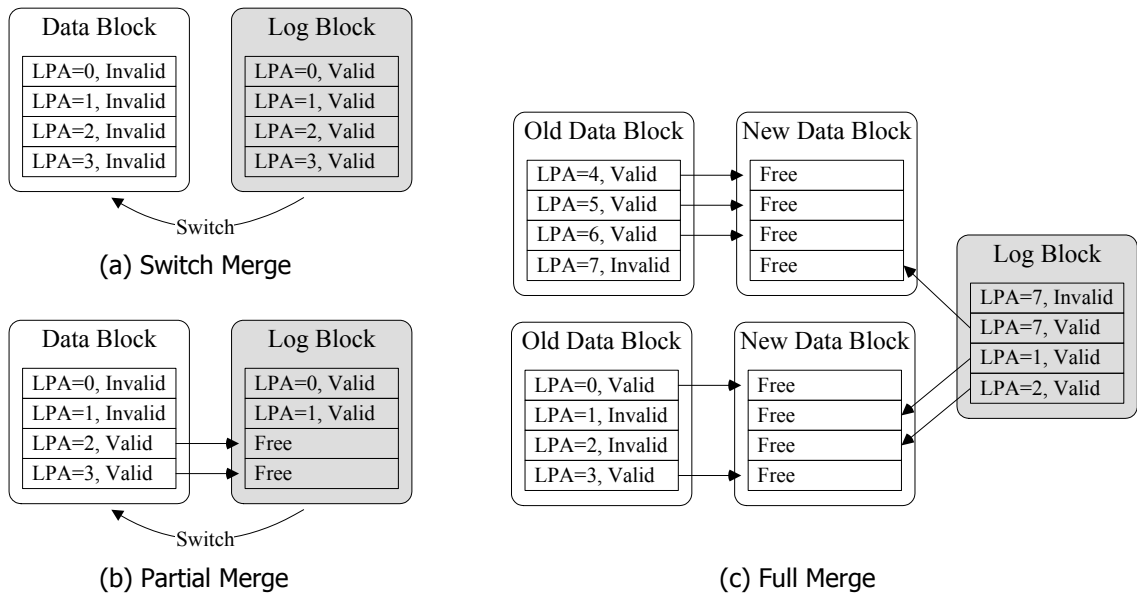 Data Block
LPA=0, Invalid
LPA=1, Invalid
LPA=2, Invalid
LPA=3, Invalid
Log Block
LPA=0, Valid
LPA=1, Valid
LPA=2, Valid
LPA=3, Valid
Switch
(a) Switch Merge
Data Block
LPA=0, Invalid
LPA=1, Invalid
LPA=2, Valid
LPA=3, Valid
Log Block
LPA=0, Valid
LPA=1, Valid
Free
Free
Switch
(b) Partial Merge
Old Data Block
LPA=4, Valid
LPA=5, Valid
LPA=6, Valid
LPA=7, Invalid
New Data Block
Free
Free
Free
Free
Old Data Block
LPA=0, Valid
LPA=1, Invalid
LPA=2, Invalid
LPA=3, Valid
New Data Block
Free
Free
Free
Free
Log Block
LPA=7, Invalid
LPA=7, Valid
LPA=1, Valid
LPA=2, Valid
(c) Full Merge